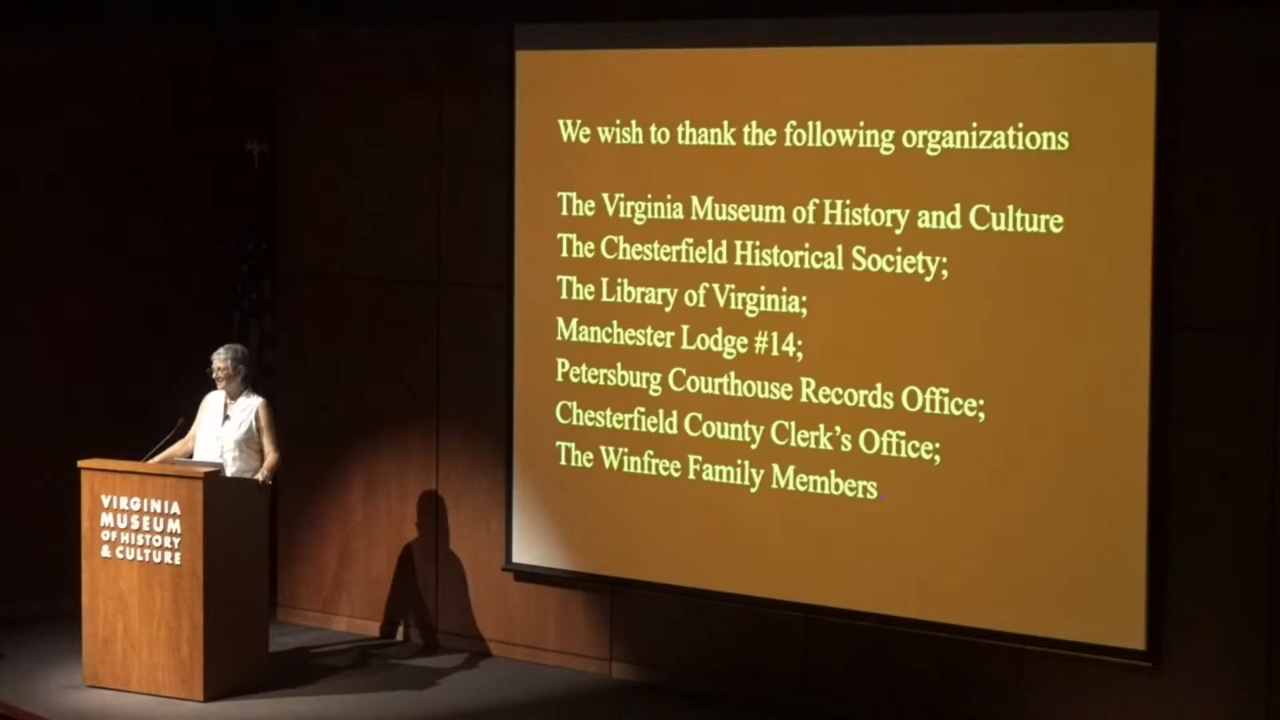 We wish to thank the following organizations
The Virginia Museum of History and Culture
The Chesterfield Historical Society;
The Library of Virginia;
Manchester Lodge #14;
Petersburg Courthouse Records Office;
Chesterfield County Clerk's Office;
The Winfree Family Members.
VIRGINIA
MUSEUM
OF HISTORY
& CULTURE